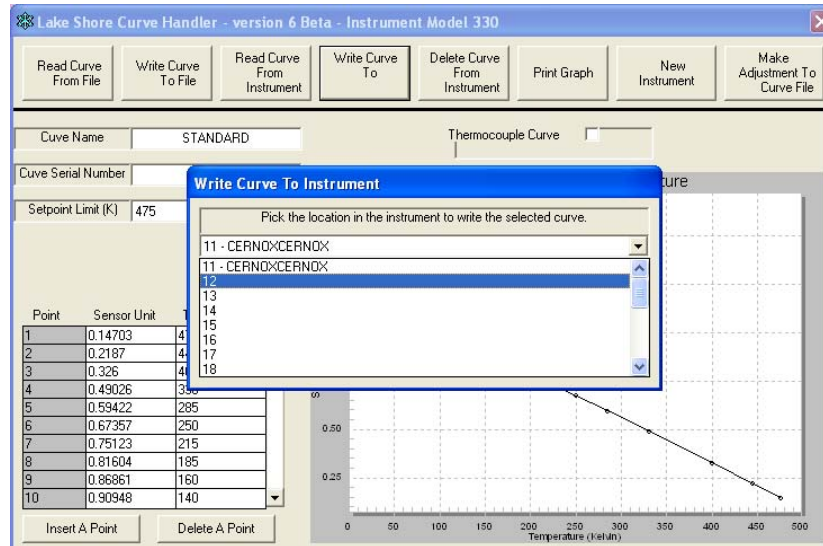 Lake Shore Curve Handler - version 6 Beta - Instrument Model 330
Read Curve From File
Write Curve To File
Read Curve From Instrument
Write Curve To
Delete Curve From Instrument
Print Graph
New Instrument
Make Adjustment To Curve File
Cuve Name STANDARD
Thermocouple Curve
Cuve Serial Number
Setpoint Limit (K) 475
Write Curve To Instrument
Pick the location in the instrument to write the selected curve.
11 - CERNOXCERNOX
11 - CERNOXCERNOX
12
13
14
15
16
17
18
Point Sensor Unit
1 0.14703
2 0.2187
3 0.326
4 0.49026
5 0.59422 285
6 0.67357 250
7 0.75123 215
8 0.81604 185
9 0.86861 160
10 0.90948 140
Insert A Point
Delete A Point
0.50
0.25
0 50 100 150 200 250 300 350 400 450 500
Temperature (Kelvin)